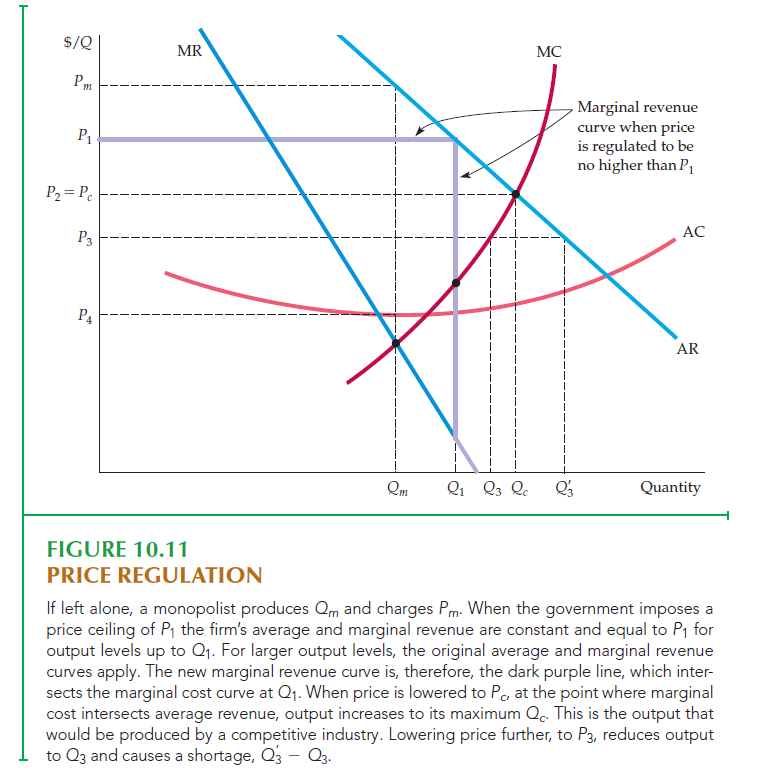 $/Q
MR
MC
Pm
Marginal revenue
curve when price
is regulated to be
no higher than P1
P1
P2 = Pc
P3
AC
P4
AR
Qm
Q1
Q3
Qc
Q′3
Quantity
FIGURE 10.11
PRICE REGULATION
If left alone, a monopolist produces Qm and charges Pm. When the government imposes a
price ceiling of P1 the firm's average and marginal revenue are constant and equal to P1 for
output levels up to Q1. For larger output levels, the original average and marginal revenue
curves apply. The new marginal revenue curve is, therefore, the dark purple line, which inter-
sects the marginal cost curve at Q1. When price is lowered to Pc, at the point where marginal
cost intersects average revenue, output increases to its maximum Qc. This is the output that
would be produced by a competitive industry. Lowering price further, to P3, reduces output
to Q3 and causes a shortage, Q′3 − Q3.